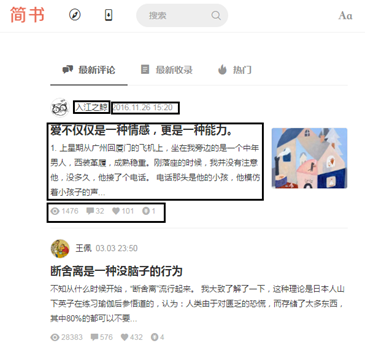 简书
搜索
Aa
最新评论
最新收录
热门
入江之鲸 2016.11.26 15:20
爱不仅仅是一种情感，更是一种能力。
1. 上星期从广州回厦门的飞机上，坐在我旁边的是一个中年
男人，西装革履，成熟稳重。刚落座的时候，我并没有注意
他，没多久，他接了个电话。 电话那头是他的小孩，他模仿
着小孩子的声...
1476 32 101 1
王佩 03.03 23:50
断舍离是一种没脑子的行为
不知从什么时候开始，“断舍离”流行起来。 我大致了解了一下，这种理论是日本人山
下英子在练习瑜伽后参悟道的，认为：人类由于对匮乏的恐慌，而存储了太多东西，
其中80%的都可以不要...
28383 576 432 4